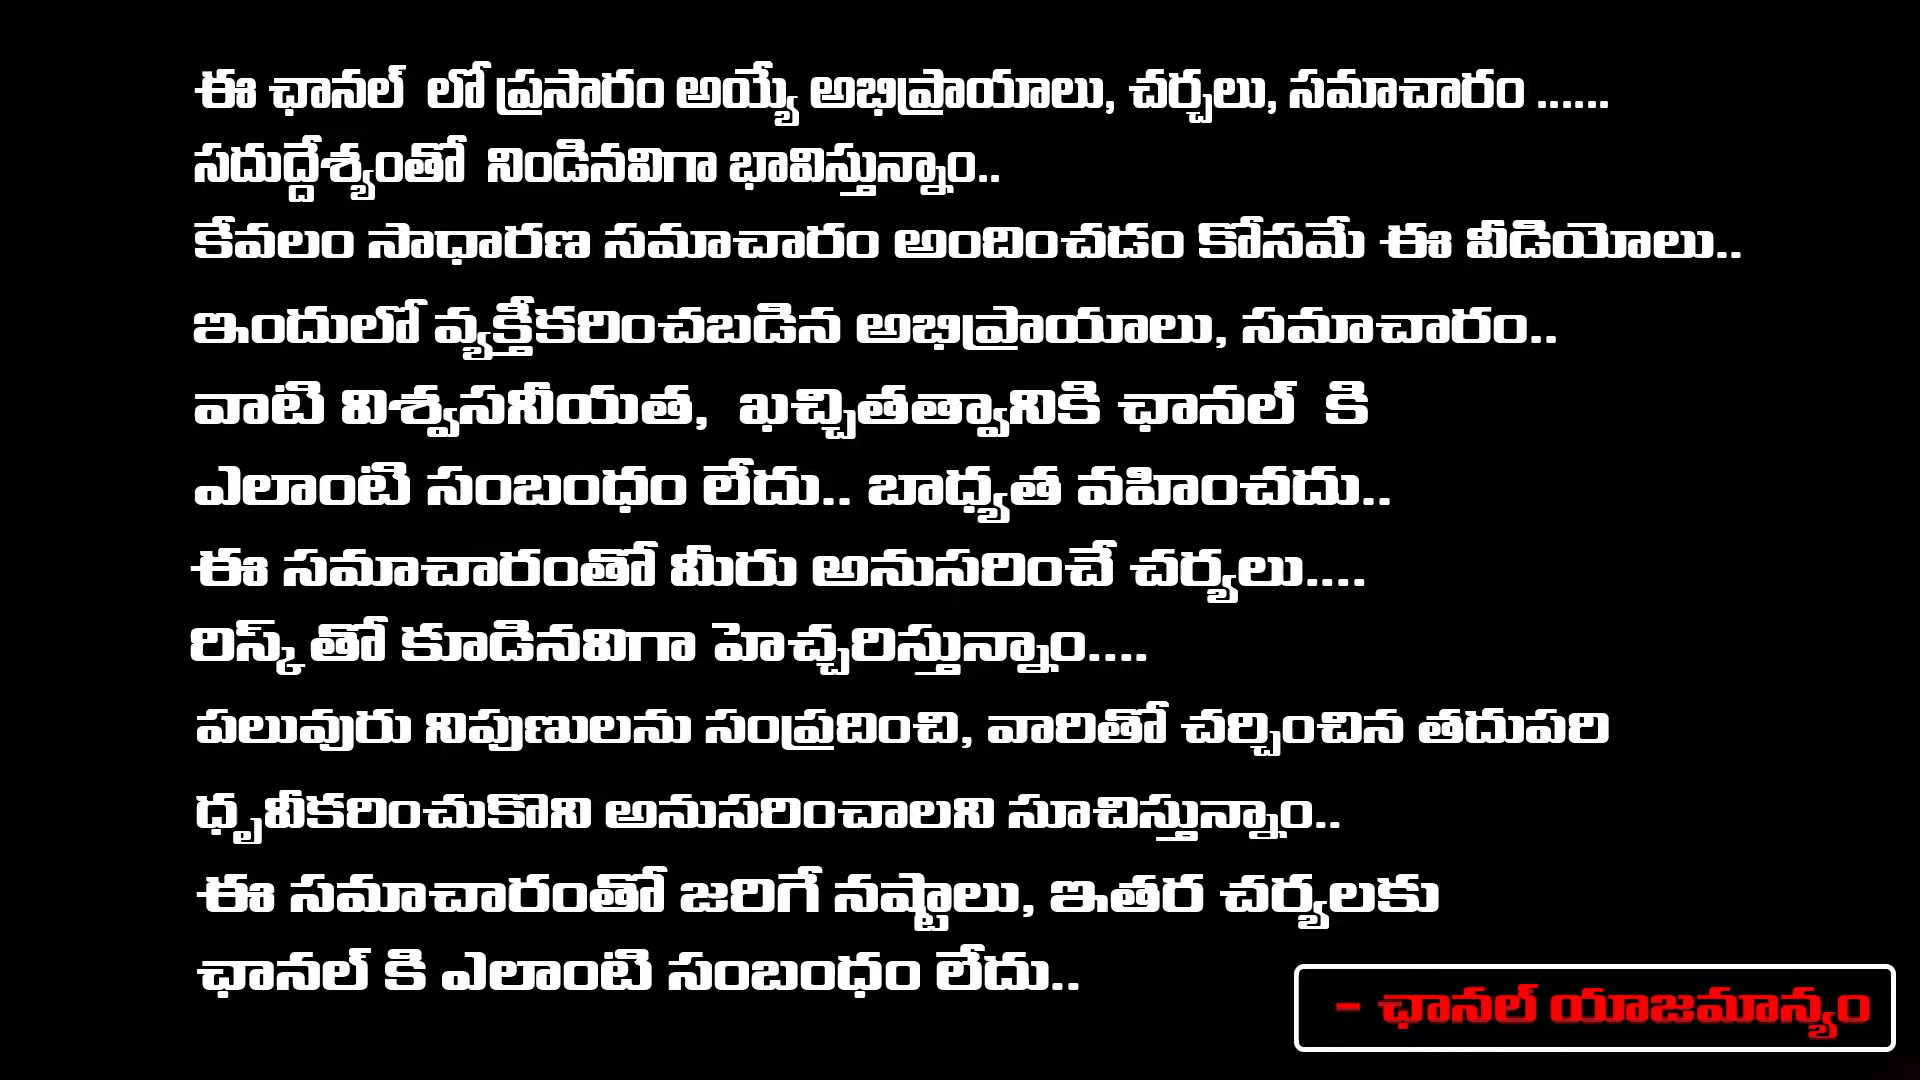 ఈ ఛానల్ లో ప్రసారం అయ్యే అభిప్రాయాలు, చర్చలు, సమాచారం ......
సదుద్దేశ్యంతో నిండినవిగా భావిస్తున్నాం..
కేవలం సాధారణ సమాచారం అందించడం కోసమే ఈ వీడియోలు..
ఇందులో వ్యక్తీకరించబడిన అభిప్రాయాలు, సమాచారం..
వాటి విశ్వసనీయత, ఖచ్చితత్వానికి ఛానల్ కి
ఎలాంటి సంబంధం లేదు.. బాధ్యత వహించదు..
ఈ సమాచారంతో మీరు అనుసరించే చర్యలు....
రిస్క్ తో కూడినవిగా హెచ్చరిస్తున్నాం....
పలువురు నిపుణులను సంప్రదించి, వారితో చర్చించిన తదుపరి
ధృవీకరించుకొని అనుసరించాలని సూచిస్తున్నాం..
ఈ సమాచారంతో జరిగే నష్టాలు, ఇతర చర్యలకు
ఛానల్ కి ఎలాంటి సంబంధం లేదు..
- ఛానల్ యాజమాన్యం